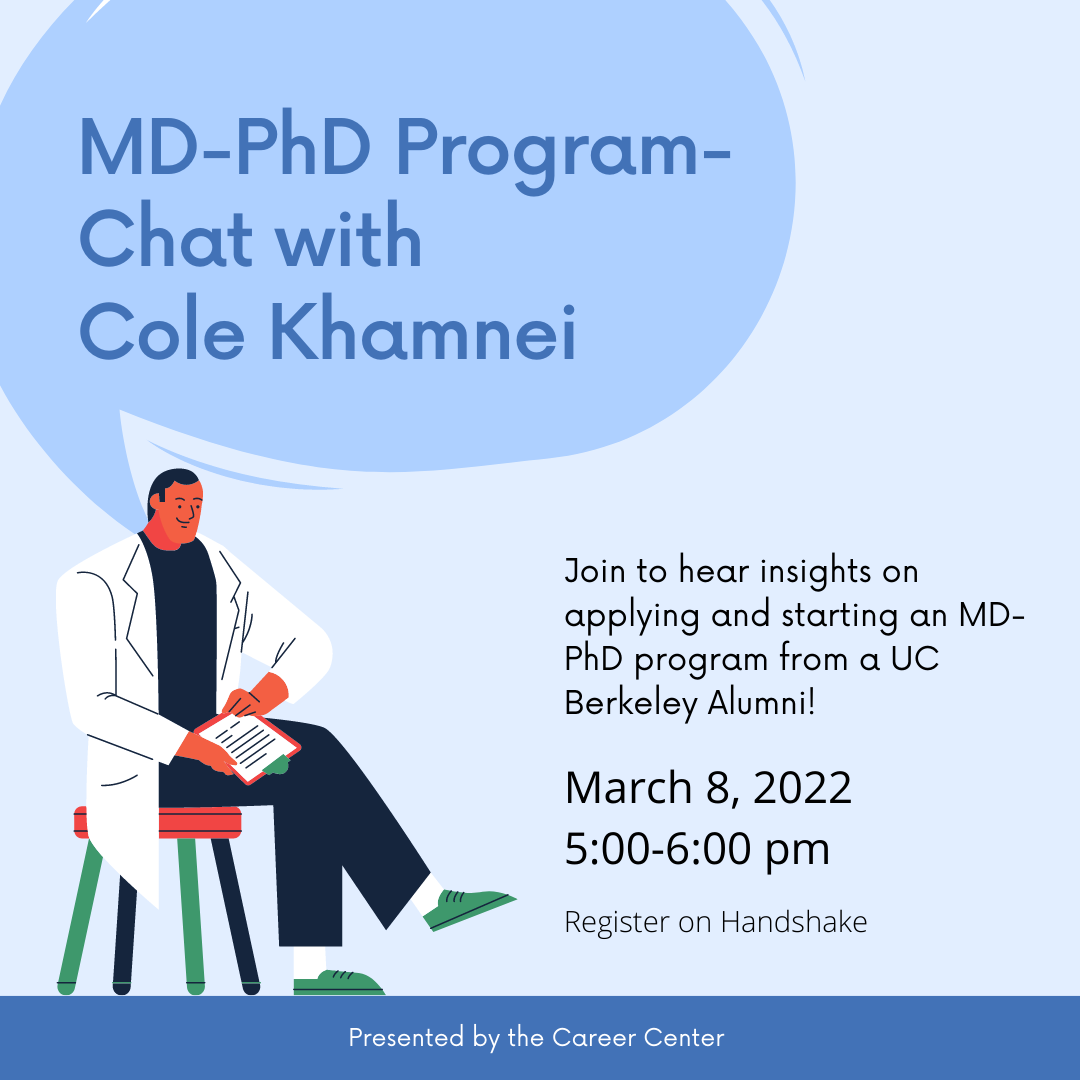 MD-PhD Program-
Chat with
Cole Khamnei
Join to hear insights on
applying and starting an MD-
PhD program from a UC
Berkeley Alumni!
March 8, 2022
5:00-6:00 pm
Register on Handshake
Presented by the Career Center